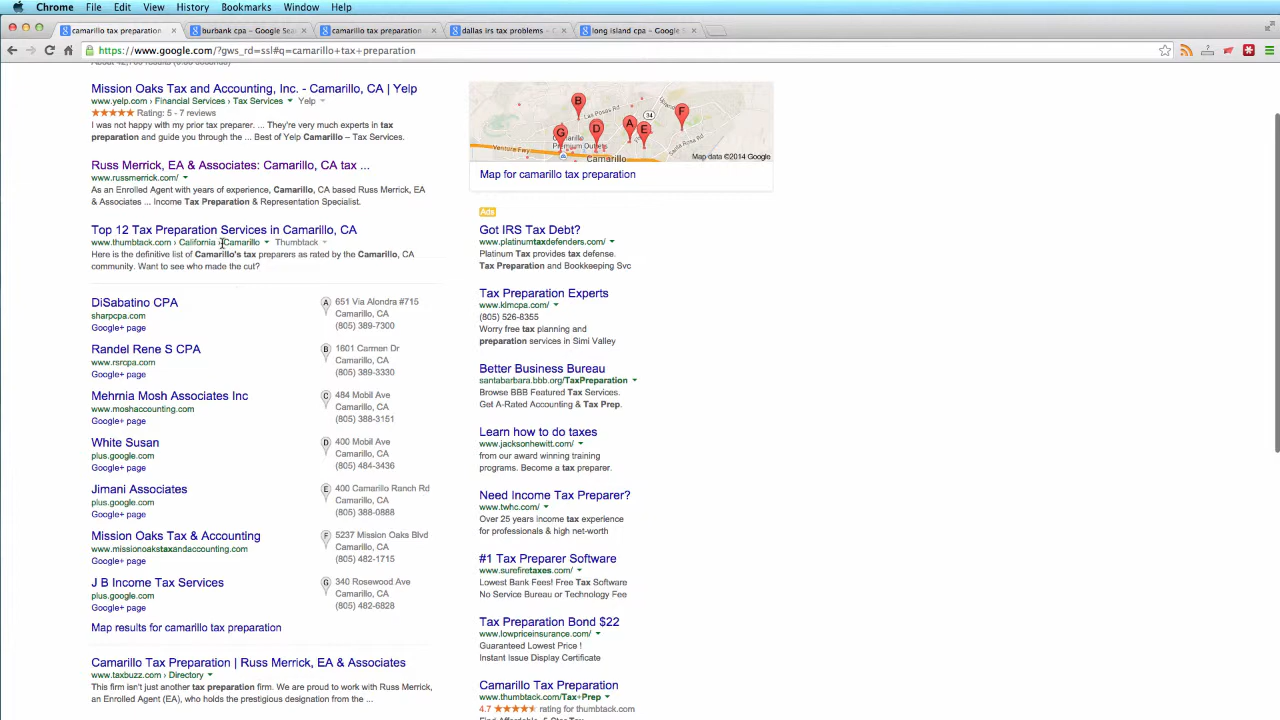 Chrome File Edit View History Bookmarks Window Help
camarillo tax preparation
burbank cpa – Google Sea
camarillo tax preparation
dallas irs tax problems – G
long island cpa – Google S
https://www.google.com/?gws_rd=ssl#q=camarillo+tax+preparation
Mission Oaks Tax and Accounting, Inc. - Camarillo, CA | Yelp
www.yelp.com › Financial Services › Tax Services Yelp
Rating: 5 - 7 reviews
I was not happy with my prior tax preparer. ... They're very much experts in tax
preparation and guide you through the ... Best of Yelp Camarillo – Tax Services.
Russ Merrick, EA & Associates: Camarillo, CA tax ...
www.russmerrick.com/
As an Enrolled Agent with years of experience, Camarillo, CA based Russ Merrick, EA
& Associates ... Income Tax Preparation & Representation Specialist.
Top 12 Tax Preparation Services in Camarillo, CA
www.thumbtack.com › California › Camarillo Thumbtack
Here is the definitive list of Camarillo's tax preparers as rated by the Camarillo, CA
community. Want to see who made the cut?
DiSabatino CPA
sharpcpa.com
Google+ page
A
651 Via Alondra #715
Camarillo, CA
(805) 389-7300
Randel Rene S CPA
www.rsrcpa.com
Google+ page
B
1601 Carmen Dr
Camarillo, CA
(805) 389-3330
Mehrnia Mosh Associates Inc
www.moshaccounting.com
Google+ page
C
484 Mobil Ave
Camarillo, CA
(805) 388-3151
White Susan
plus.google.com
Google+ page
D
400 Mobil Ave
Camarillo, CA
(805) 484-3436
Jimani Associates
plus.google.com
Google+ page
E
400 Camarillo Ranch Rd
Camarillo, CA
(805) 388-0888
Mission Oaks Tax & Accounting
www.missionoakstaxandaccounting.com
Google+ page
F
5237 Mission Oaks Blvd
Camarillo, CA
(805) 482-1715
J B Income Tax Services
plus.google.com
Google+ page
G
340 Rosewood Ave
Camarillo, CA
(805) 482-6828
Map results for camarillo tax preparation
Camarillo Tax Preparation | Russ Merrick, EA & Associates
www.taxbuzz.com › Directory
This firm isn't just another tax preparation firm. We are proud to work with Russ Merrick,
an Enrolled Agent (EA), who holds the prestigious designation from the ...
B
Las Posas Rd
34
F
A
G
D
E
Camarillo
Premium Outlets
Santa Rosa Rd
Ventura Fwy
Camarillo
Map data ©2014 Google
Map for camarillo tax preparation
Ads
Got IRS Tax Debt?
www.platinumtaxdefenders.com/
Platinum Tax provides tax defense.
Tax Preparation and Bookkeeping Svc
Tax Preparation Experts
www.klmcpa.com/
(805) 526-8355
Worry free tax planning and
preparation services in Simi Valley
Better Business Bureau
santabarbara.bbb.org/TaxPreparation
Browse BBB Featured Tax Services.
Get A-Rated Accounting & Tax Prep.
Learn how to do taxes
www.jacksonhewitt.com/
from our award winning training
programs. Become a tax preparer.
Need Income Tax Preparer?
www.twhc.com/
Over 25 years income tax experience
for professionals & high net-worth
#1 Tax Preparer Software
www.surefiretaxes.com/
Lowest Bank Fees! Free Tax Software
No Service Bureau or Technology Fee
Tax Preparation Bond $22
www.lowpriceinsurance.com/
Guaranteed Lowest Price !
Instant Issue Display Certificate
Camarillo Tax Preparation
www.thumbtack.com/Tax+Prep
4.7 rating for thumbtack.com